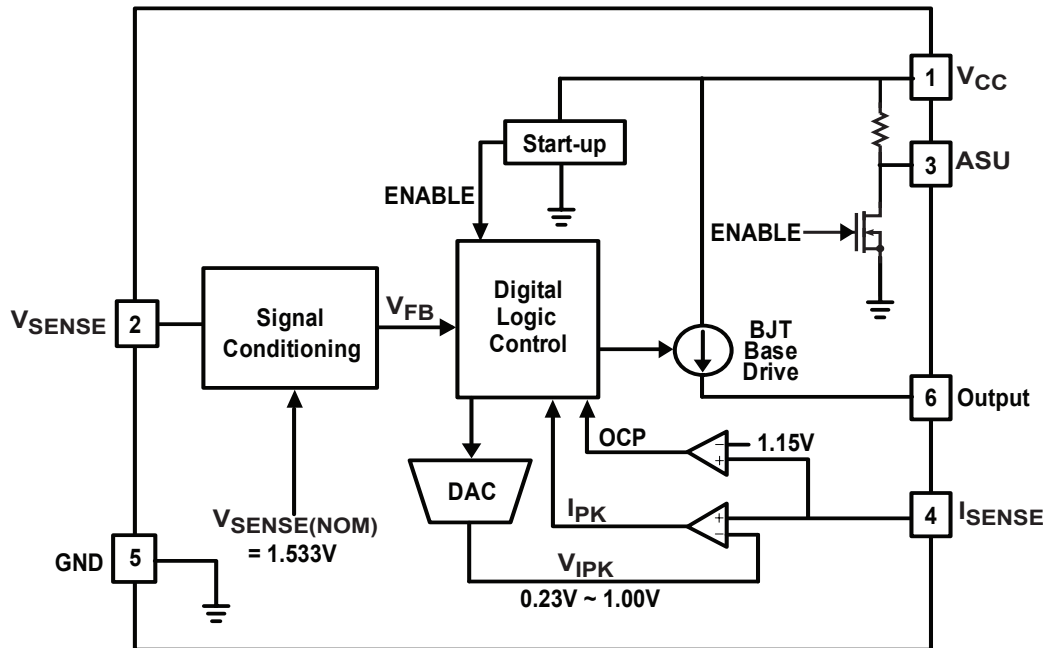 1
VCC
Start-up
3
ASU
ENABLE
ENABLE
VSENSE
2
Signal
Conditioning
VFB
Digital
Logic
Control
BJT
Base
Drive
6
Output
OCP
−
+
1.15V
DAC
IPK
+
−
4
ISENSE
VSENSE(NOM)
= 1.533V
GND
5
VIPK
0.23V ~ 1.00V